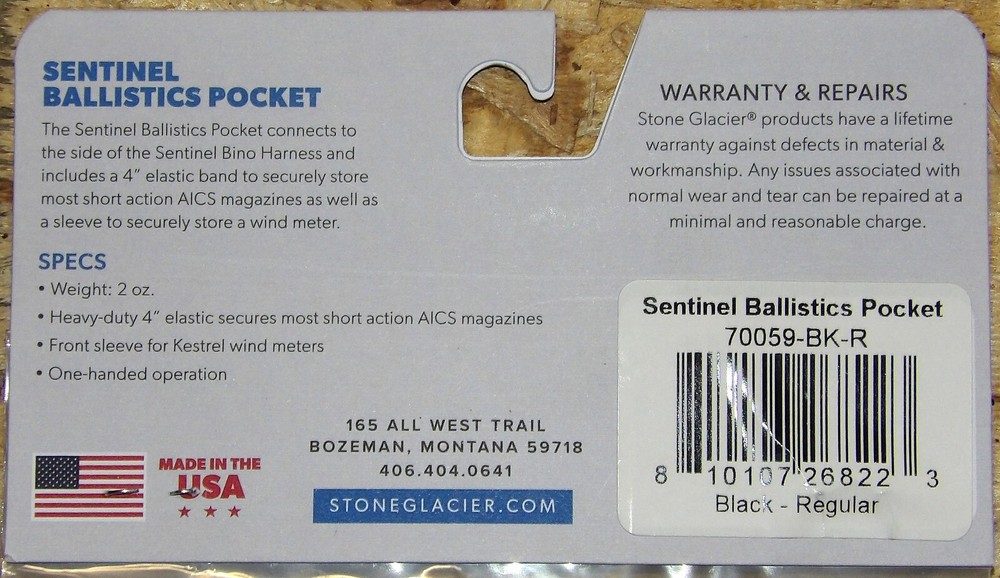 SENTINEL
BALLISTICS POCKET
The Sentinel Ballistics Pocket connects to
the side of the Sentinel Bino Harness and
includes a 4” elastic band to securely store
most short action AICS magazines as well as
a sleeve to securely store a wind meter.
SPECS
• Weight: 2 oz.
• Heavy-duty 4” elastic secures most short action AICS magazines
• Front sleeve for Kestrel wind meters
• One-handed operation
MADE IN THE
USA
165 ALL WEST TRAIL
BOZEMAN, MONTANA 59718
406.404.0641
STONEGLACIER.COM
WARRANTY & REPAIRS
Stone Glacier® products have a lifetime
warranty against defects in material &
workmanship. Any issues associated with
normal wear and tear can be repaired at a
minimal and reasonable charge.
Sentinel Ballistics Pocket
70059-BK-R
8 10107 26822 3
Black - Regular